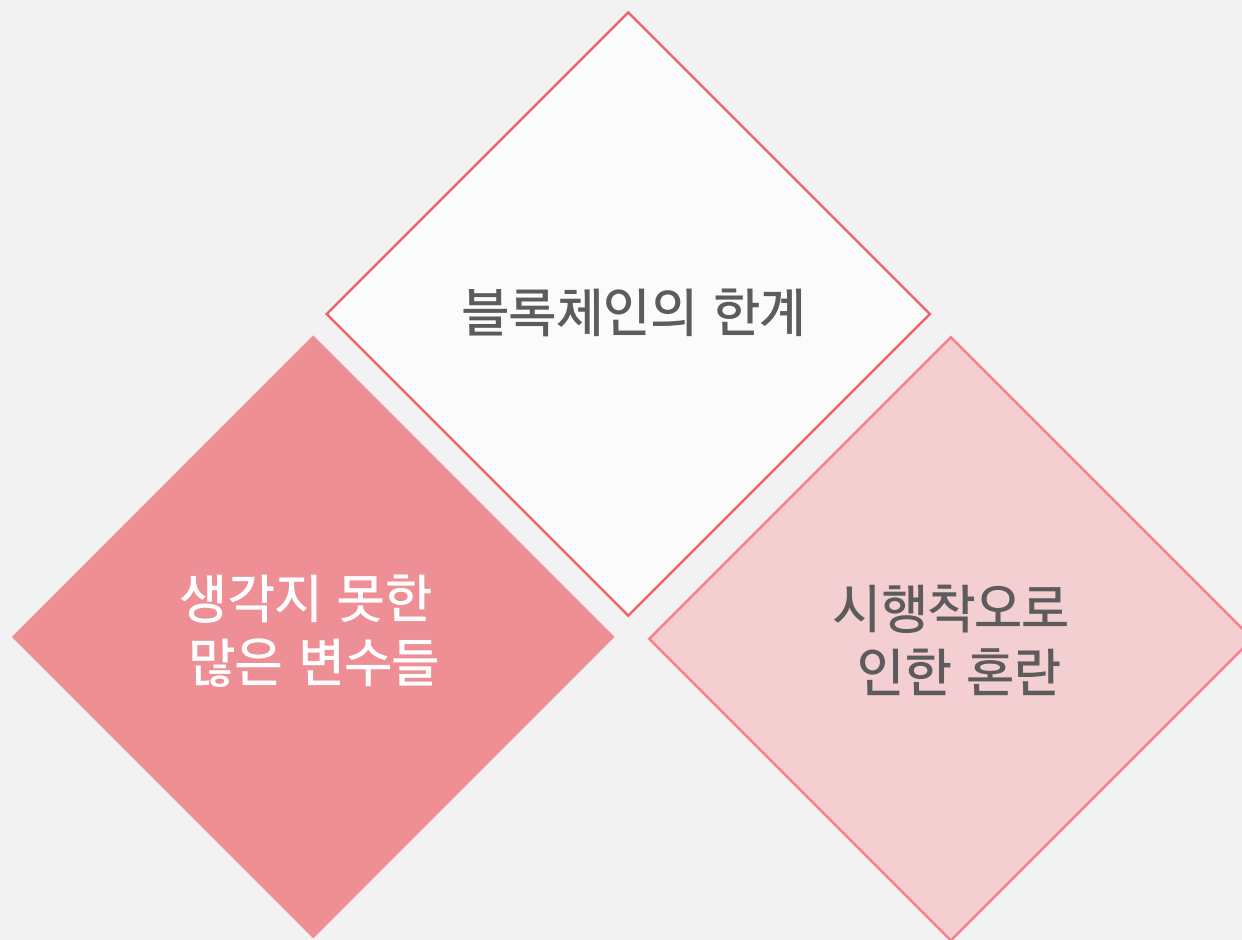 블록체인의 한계
생각지 못한
많은 변수들
시행착오로
인한 혼란